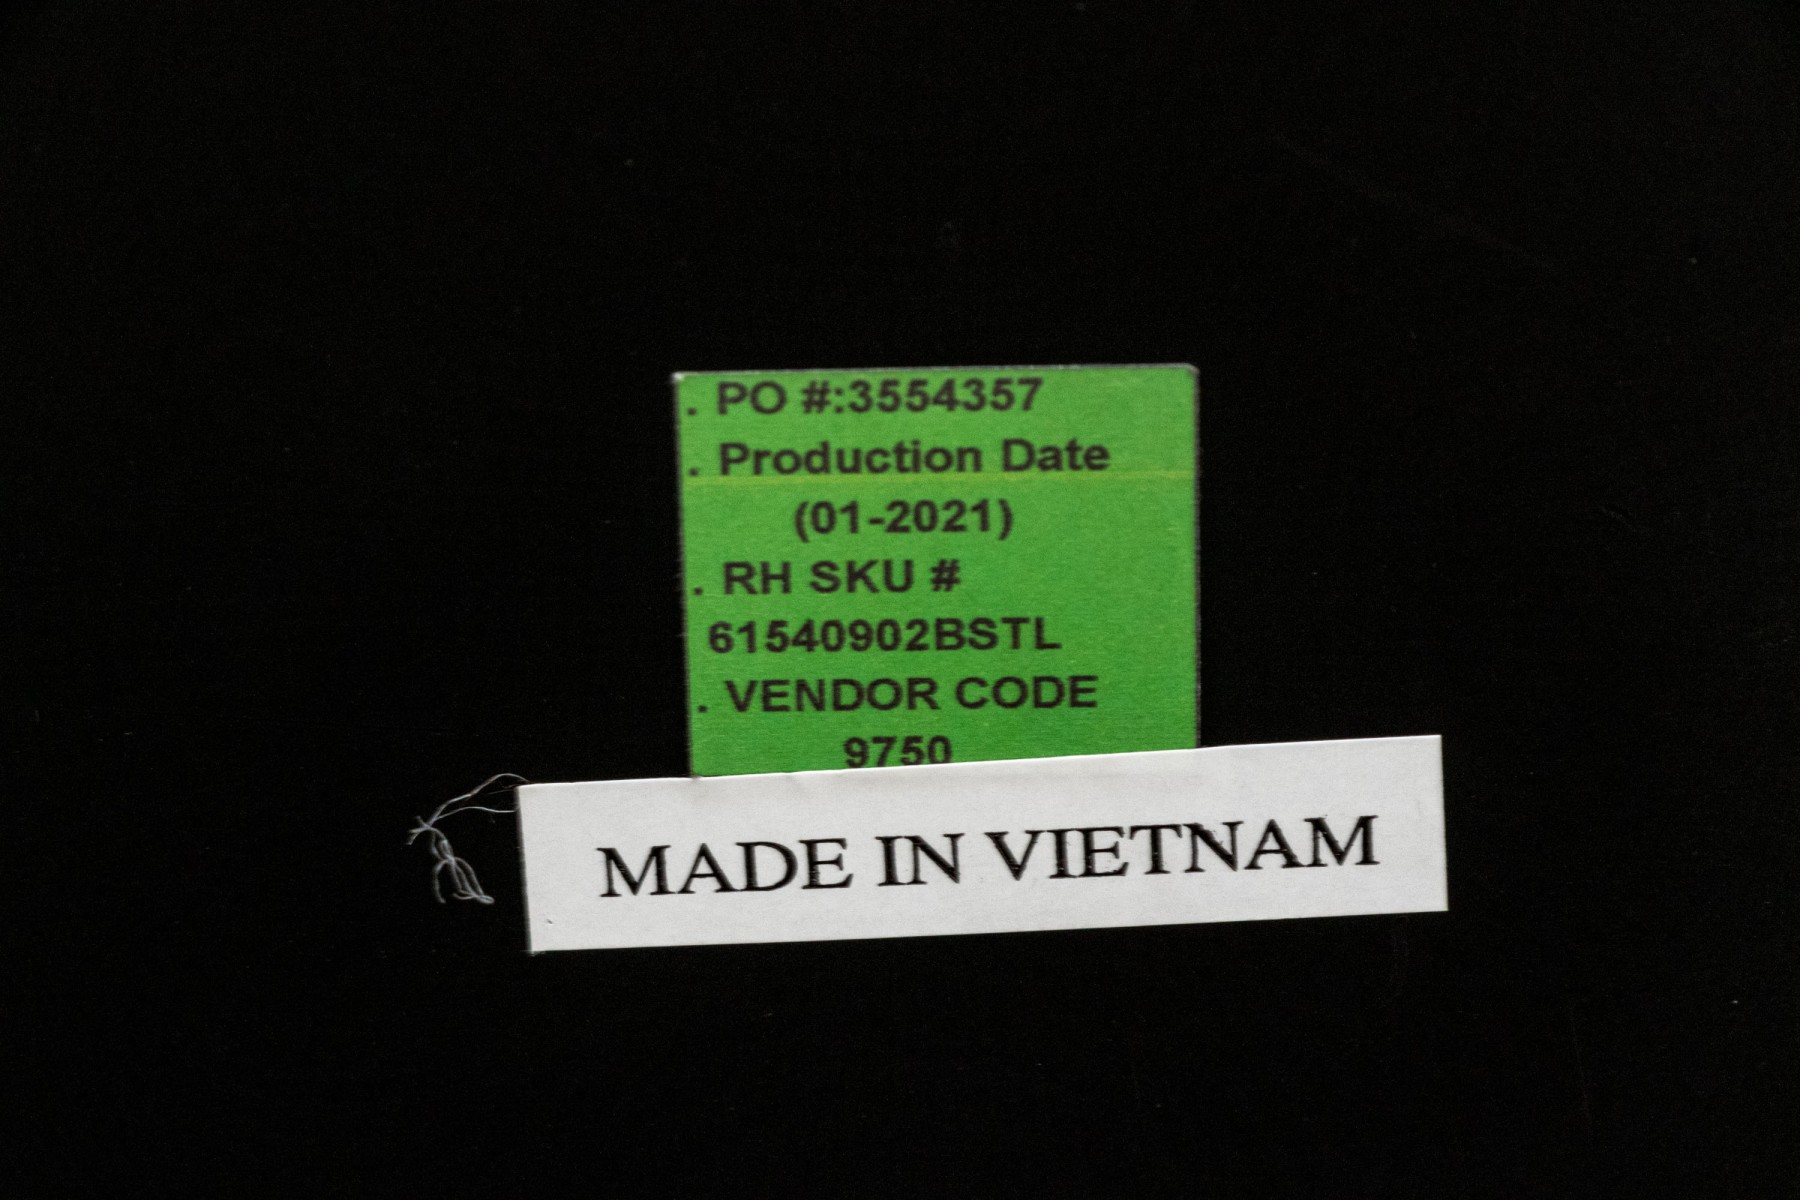 . PO #:3554357
. Production Date
(01-2021)
. RH SKU #
61540902BSTL
. VENDOR CODE
9750
MADE IN VIETNAM